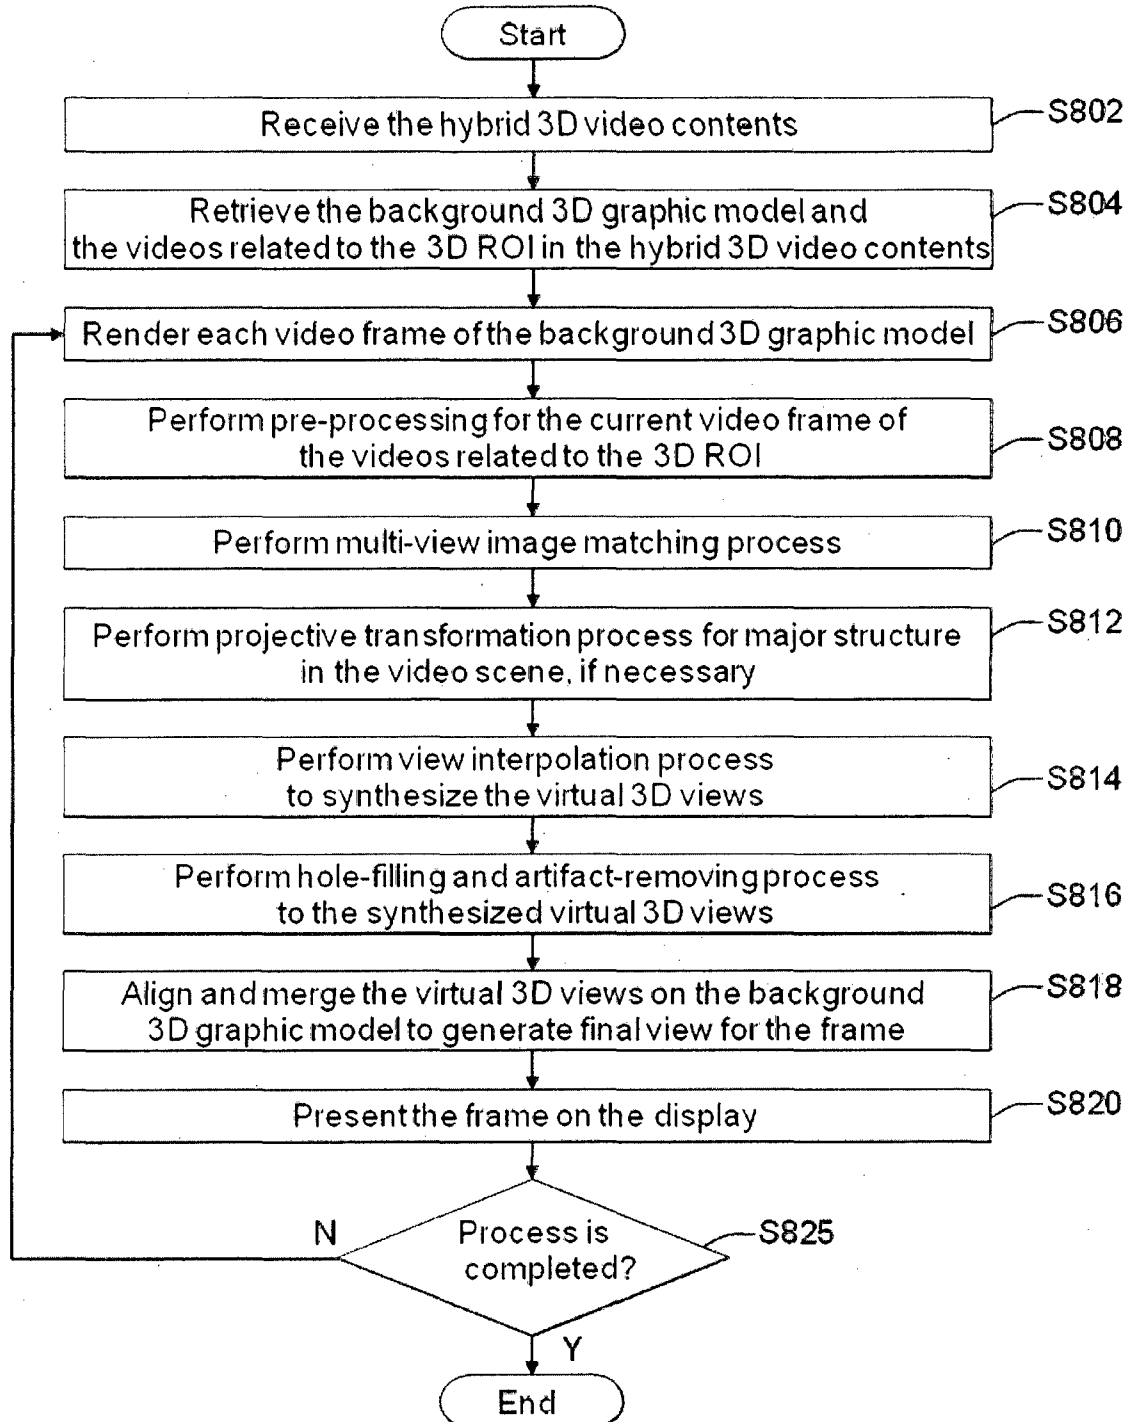 Start
Receive the hybrid 3D video contents
S802
Retrieve the background 3D graphic model and
the videos related to the 3D ROI in the hybrid 3D video contents
S804
Render each video frame of the background 3D graphic model
S806
Perform pre-processing for the current video frame of
the videos related to the 3D ROI
S808
Perform multi-view image matching process
S810
Perform projective transformation process for major structure
in the video scene, if necessary
S812
Perform view interpolation process
to synthesize the virtual 3D views
S814
Perform hole-filling and artifact-removing process
to the synthesized virtual 3D views
S816
Align and merge the virtual 3D views on the background
3D graphic model to generate final view for the frame
S818
Present the frame on the display
S820
Process is
completed?
S825
N
Y
End